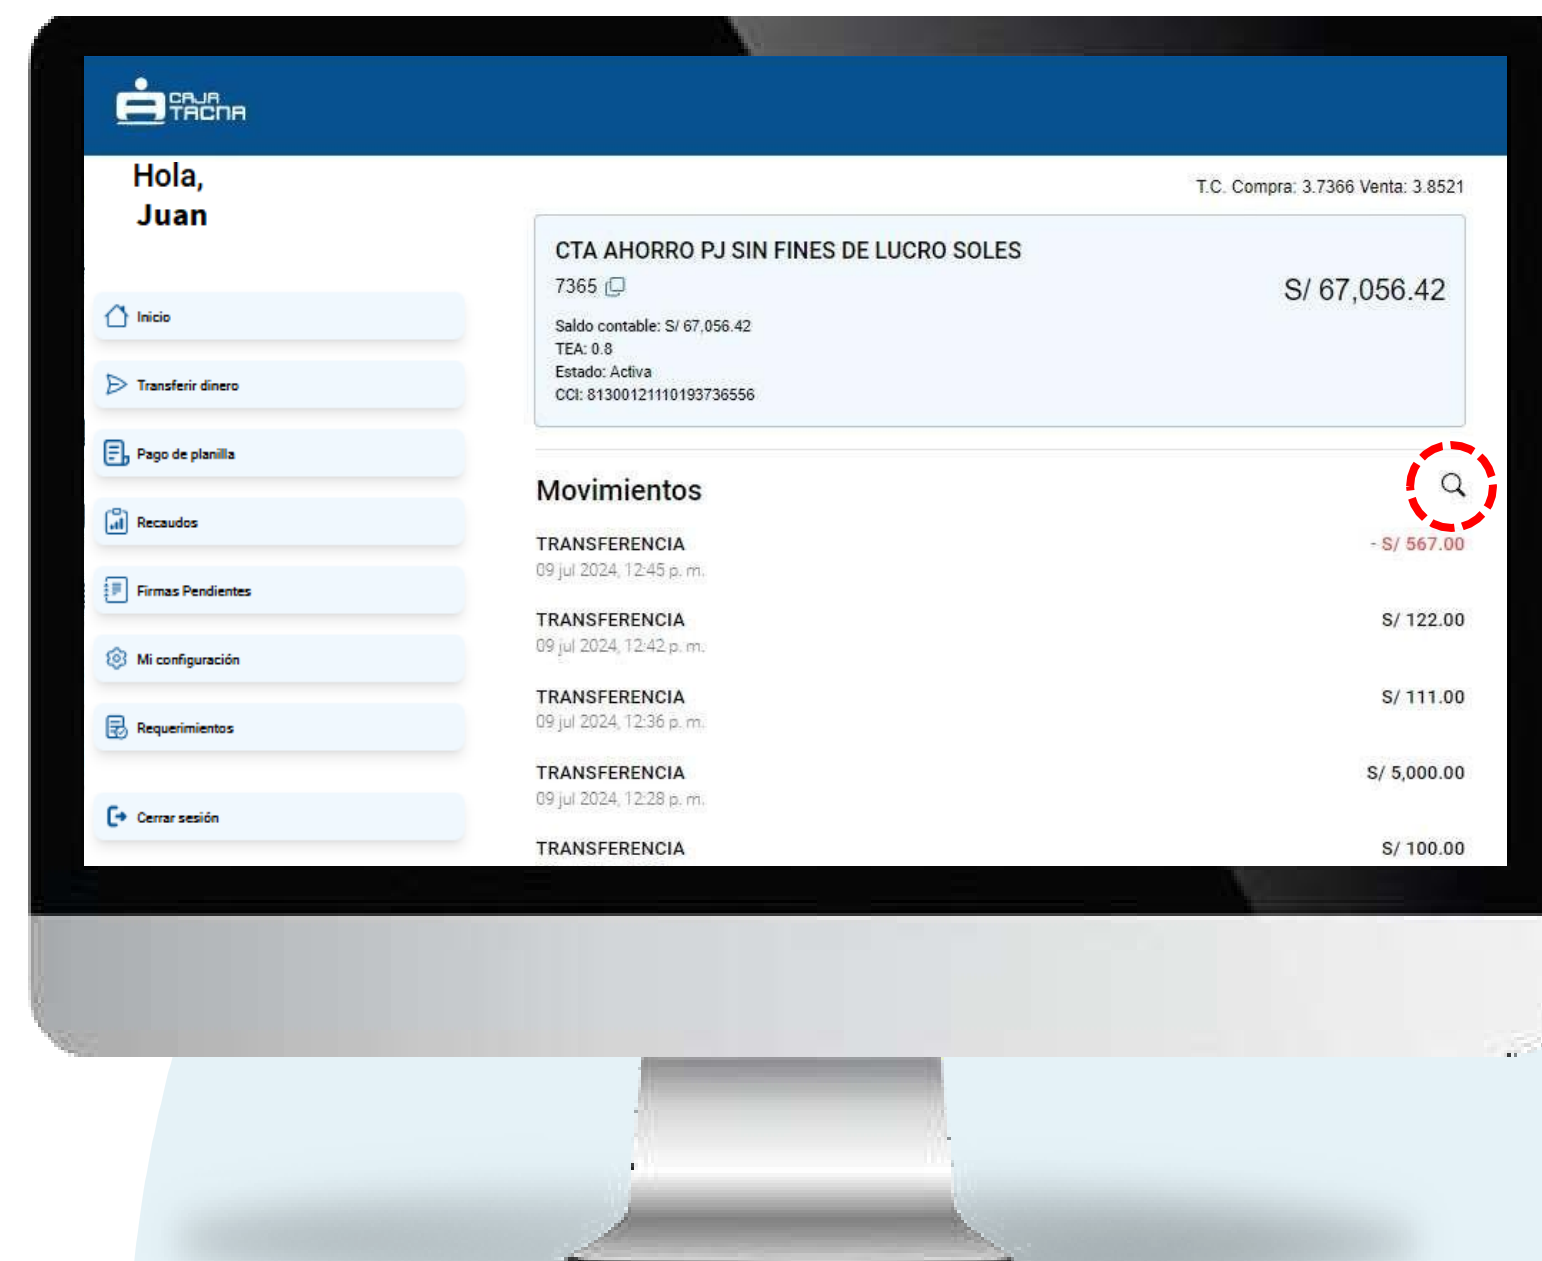 CAJA
TACNA
Hola,
Juan
T.C. Compra: 3.7366 Venta: 3.8521
CTA AHORRO PJ SIN FINES DE LUCRO SOLES
7365
S/ 67,056.42
Saldo contable: S/ 67,056.42
TEA: 0.8
Estado: Activa
CCI: 81300121110193736556
Inicio
Transferir dinero
Pago de planilla
Recaudos
Firmas Pendientes
Mi configuración
Requerimientos
Cerrar sesión
Movimientos
TRANSFERENCIA - S/ 567.00
09 jul 2024, 12:45 p. m.
TRANSFERENCIA S/ 122.00
09 jul 2024, 12:42 p. m.
TRANSFERENCIA S/ 111.00
09 jul 2024, 12:36 p. m.
TRANSFERENCIA S/ 5,000.00
09 jul 2024, 12:28 p. m.
TRANSFERENCIA S/ 100.00